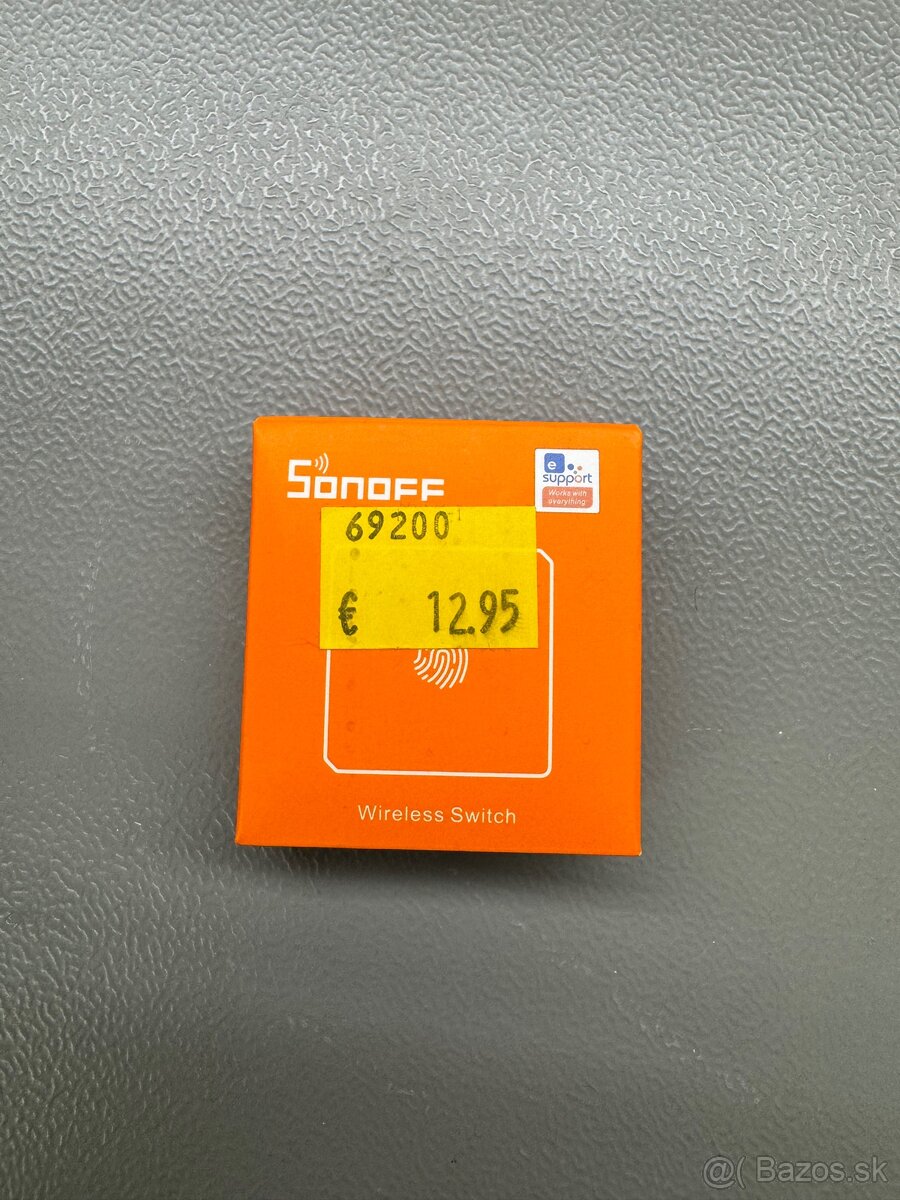 SONOFF
e
support
Works with
everything
69200
€ 12.95
Wireless Switch
@( Bazos.sk